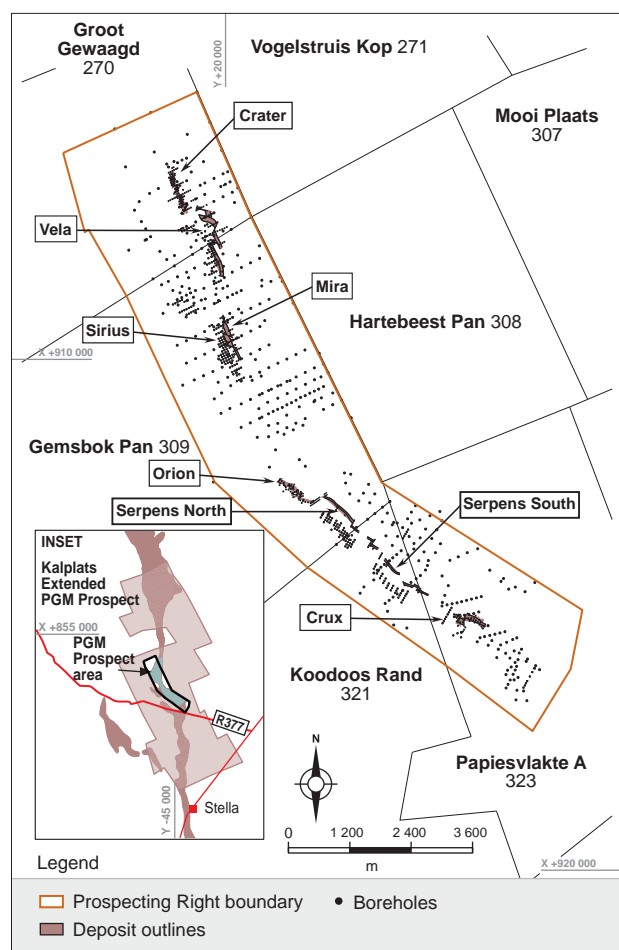 Groot
Gewaagd
270
Y +20 000
Vogelstruis Kop 271
Mooi Plaats
307
Crater
Vela
Mira
Sirius
Hartebeest Pan 308
X +910 000
Gemsbok Pan 309
Orion
Serpens North
Serpens South
Crux
INSET
Kalplats
Extended
PGM Prospect
X +855 000
PGM
Prospect
area
R377
Y -45 000
Stella
Koodoos Rand
321
Papiesvlakte A
323
N
0 1 200 2 400 3 600
m
X +920 000
Legend
Prospecting Right boundary
Boreholes
Deposit outlines